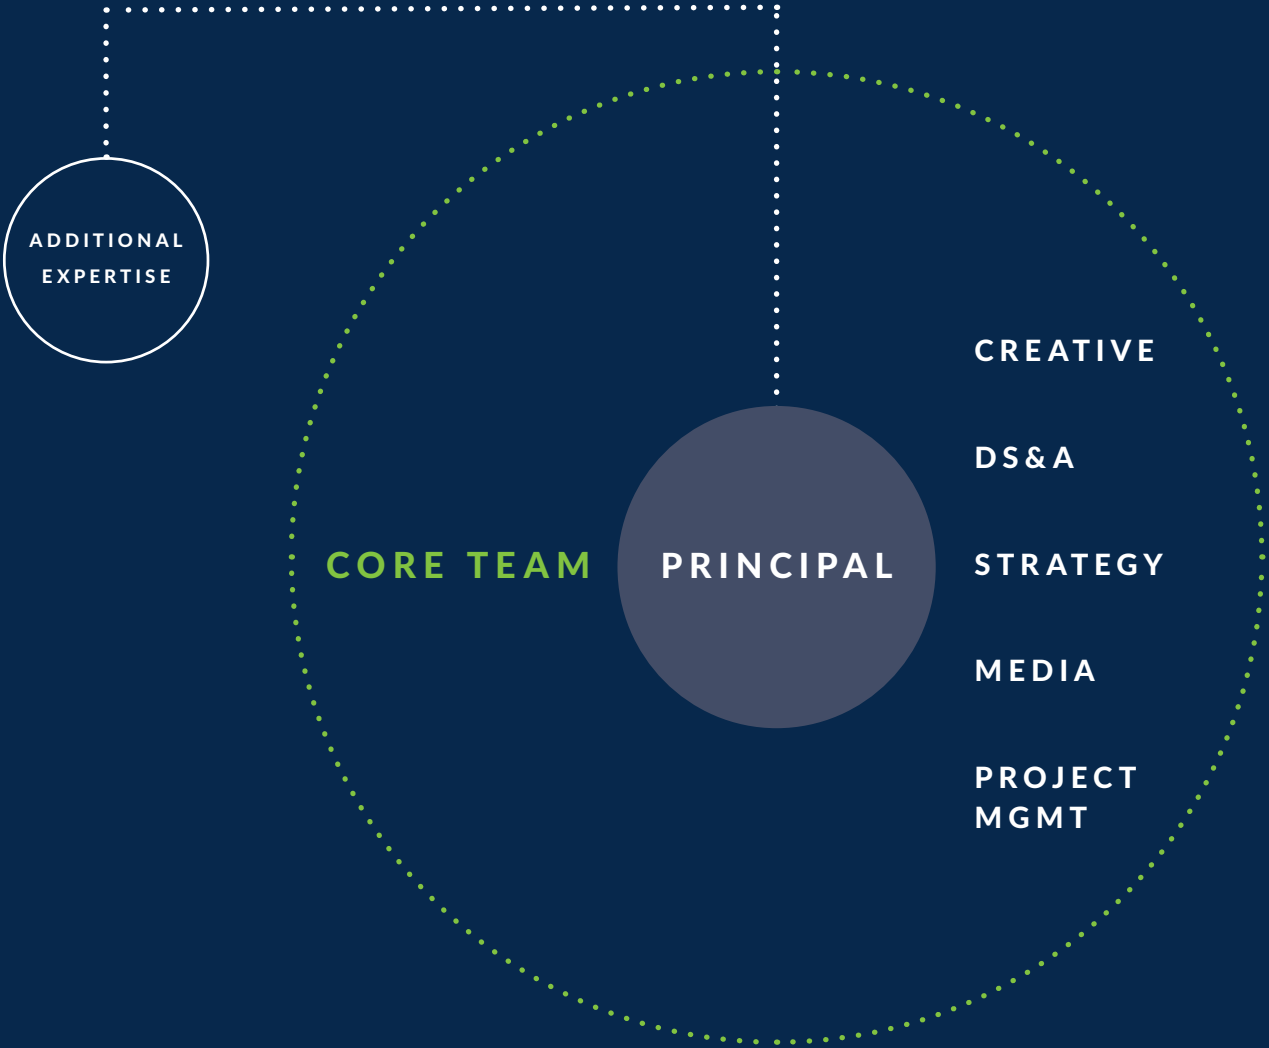 ADDITIONAL
EXPERTISE
CORE TEAM
PRINCIPAL
CREATIVE
DS&A
STRATEGY
MEDIA
PROJECT
MGMT